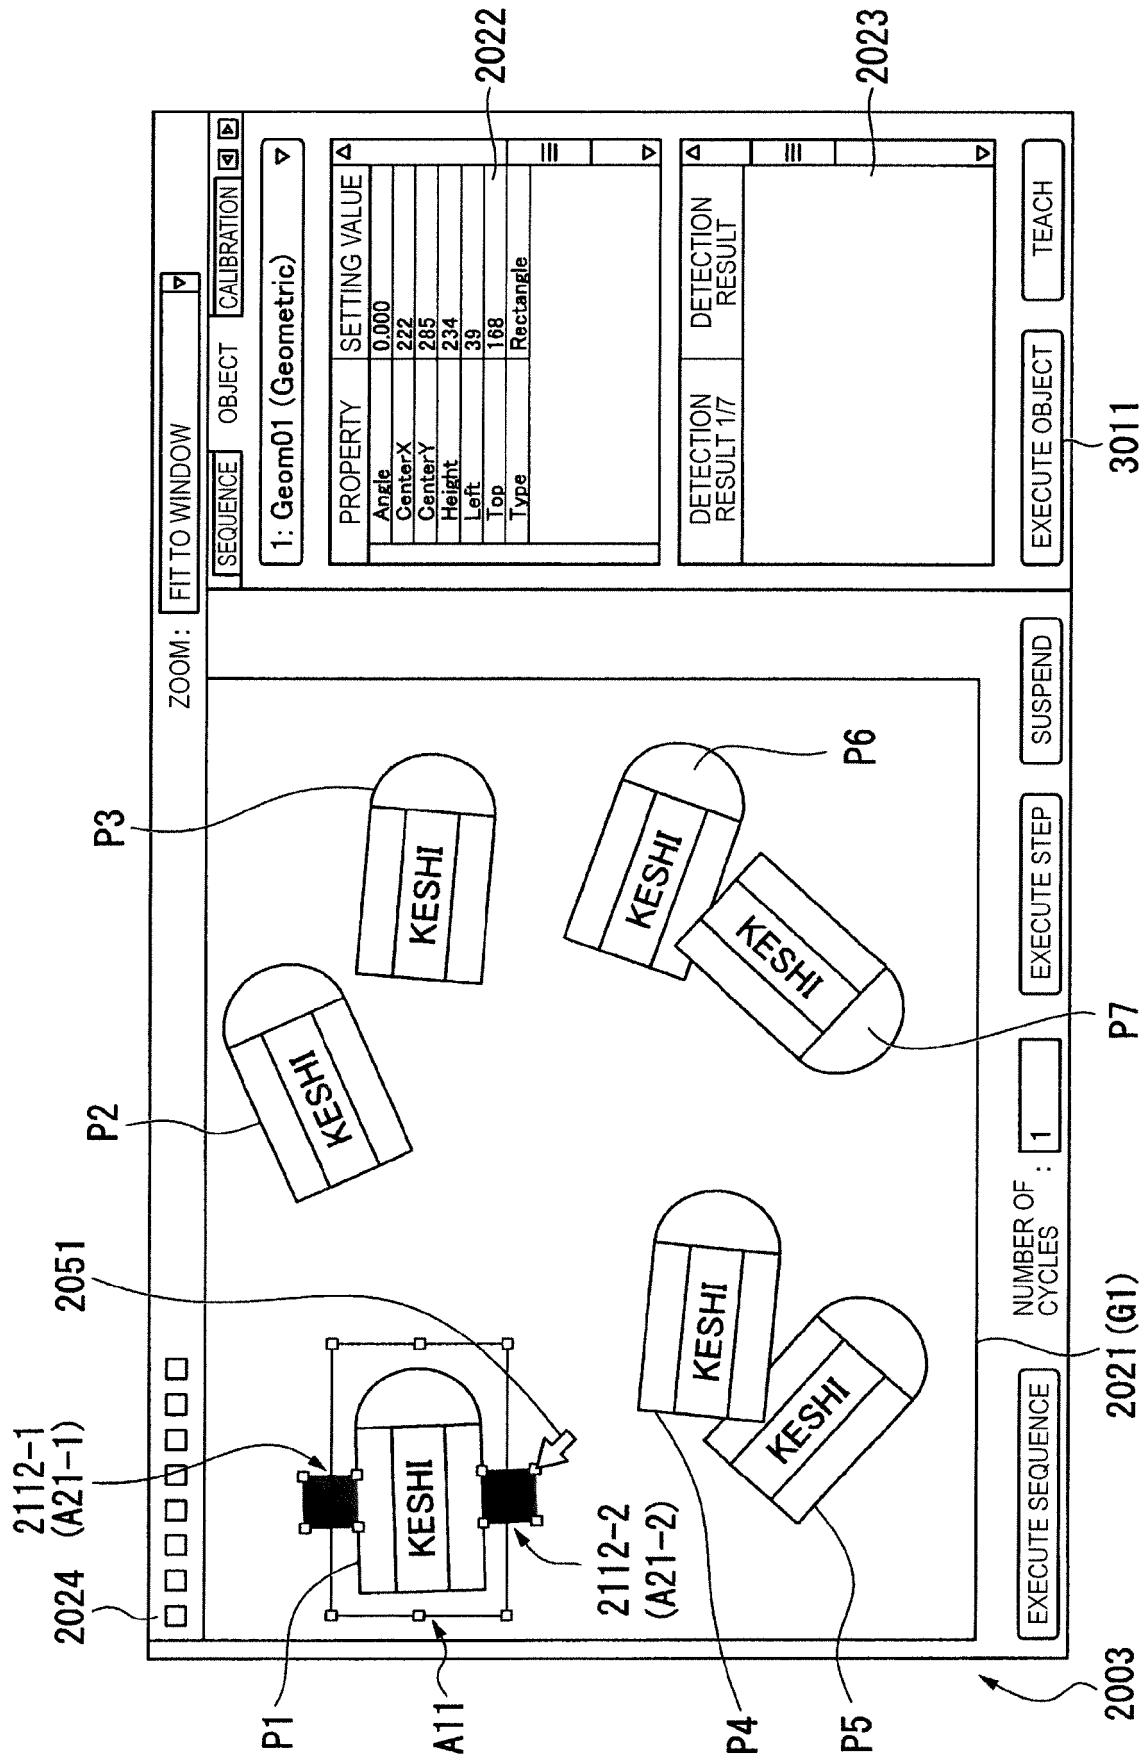 2024
2112-1
(A21-1)
2051
P2
P3
ZOOM:
FIT TO WINDOW
SEQUENCE
OBJECT
CALIBRATION
1: Geom01 (Geometric)
PROPERTY
SETTING VALUE
Angle
0.000
CenterX
222
CenterY
285
Height
234
Left
39
Top
168
Type
Rectangle
2022
DETECTION
RESULT 1/7
DETECTION
RESULT
2023
P1
A11
KESHI
KESHI
KESHI
2112-2
(A21-2)
KESHI
KESHI
KESHI
KESHI
P6
P4
P5
P7
EXECUTE SEQUENCE
NUMBER OF
CYCLES
:
1
EXECUTE STEP
SUSPEND
EXECUTE OBJECT
TEACH
2003
2021 (G1)
3011